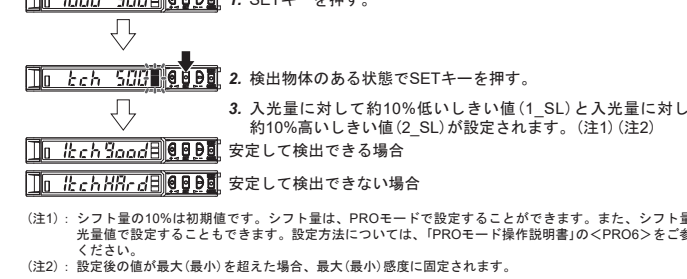 1000 500 1. SETキーを押す。
tch 500 2. 検出物体のある状態でSETキーを押す。
3. 入光量に対して約10%低いしきい値（1_SL）と入光量に対し
約10%高いしきい値（2_SL）が設定されます。（注1）（注2）
1tchGood 安定して検出できる場合
1tchHArd 安定して検出できない場合
（注1）：シフト量の10%は初期値です。シフト量は、PROモードで設定することができます。また、シフト量
光量値で設定することもできます。設定方法については、「PROモード操作説明書」の＜PRO6＞をご参
ください。
（注2）：設定後の値が最大（最小）を超えた場合、最大（最小）感度に固定されます。